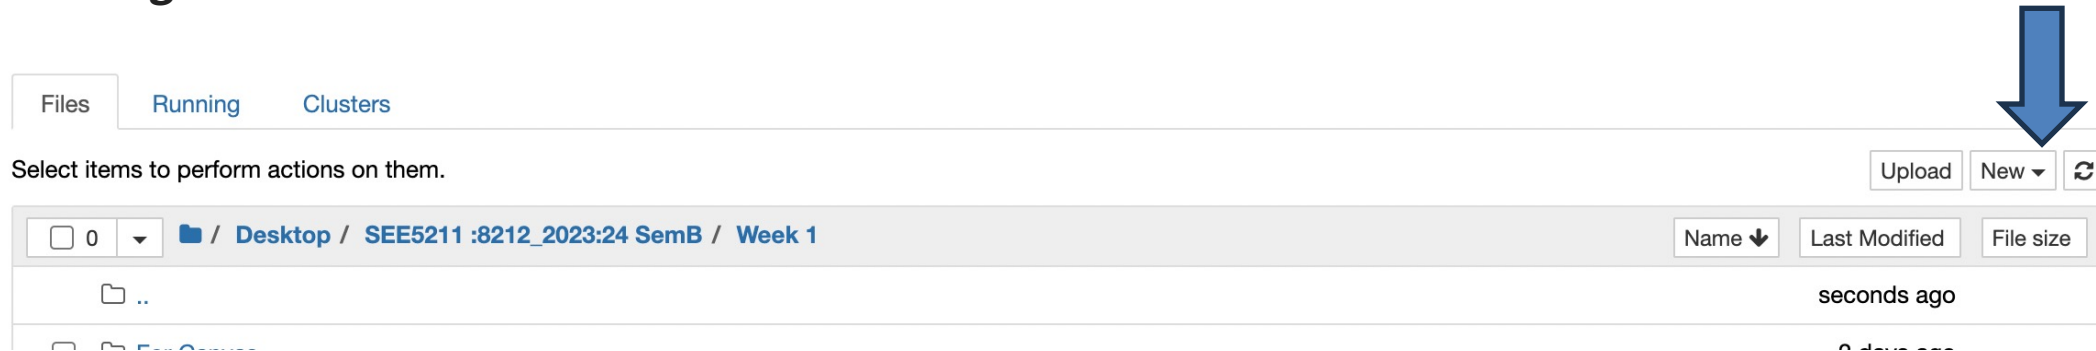 Files Running Clusters
Select items to perform actions on them. Upload New
0 / Desktop / SEE5211 :8212_2023:24 SemB / Week 1 Name Last Modified File size
.. seconds ago